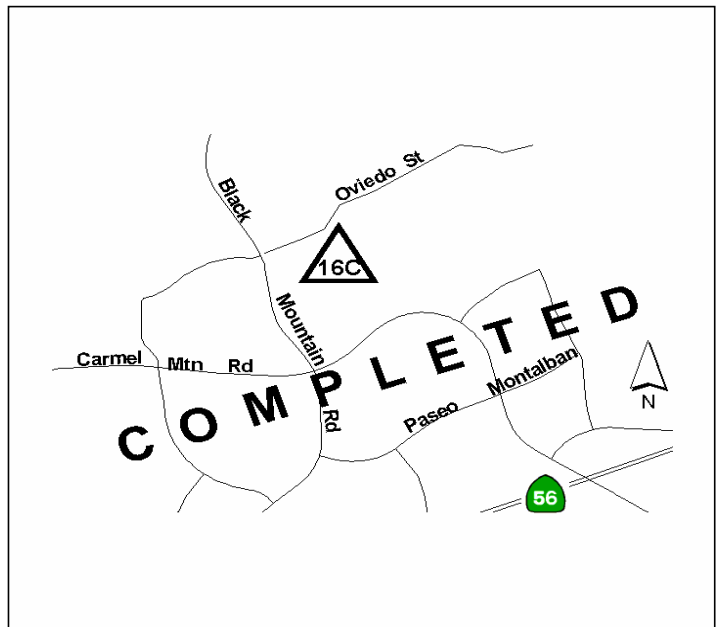 Oviedo St
Black
Mountain
Rd
16C
Carmel Mtn Rd
COMPLETED
Paseo Montalban
N
56